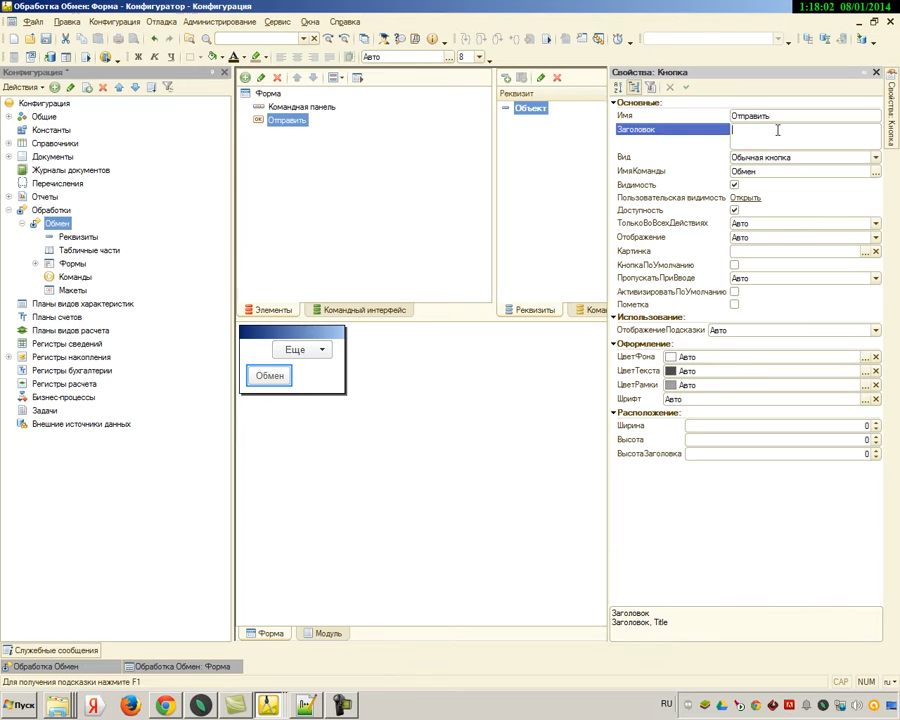 Обработка Обмен: Форма - Конфигуратор - Конфигурация
1:18:02 08/01/2014
Файл Правка Конфигурация Отладка Администрирование Сервис Окна Справка
Авто 8
Конфигурация *
Действия
Конфигурация
Общие
Константы
Справочники
Документы
Журналы документов
Перечисления
Отчеты
Обработки
Обмен
Реквизиты
Табличные части
Формы
Команды
Макеты
Планы видов характеристик
Планы счетов
Планы видов расчета
Регистры сведений
Регистры накопления
Регистры бухгалтерии
Регистры расчета
Бизнес-процессы
Задачи
Внешние источники данных
Форма
Командная панель
OK Отправить
Элементы Командный интерфейс
Реквизит
Объект
Реквизиты Кома
Еще
Обмен
Форма Модуль
Свойства: Кнопка
Основные:
Имя Отправить
Заголовок
Вид Обычная кнопка
ИмяКоманды Обмен
Видимость
Пользовательская видимость Открыть
Доступность
ТолькоВоВсехДействиях Авто
Отображение Авто
Картинка
КнопкаПоУмолчанию
ПропускатьПриВводе Авто
АктивизироватьПоУмолчанию
Пометка
Использование:
ОтображениеПодсказки Авто
Оформление:
ЦветФона Авто
ЦветТекста Авто
ЦветРамки Авто
Шрифт Авто
Расположение:
Ширина 0
Высота 0
ВысотаЗаголовка 0
Заголовок
Заголовок, Title
Свойства: Кнопка
Служебные сообщения
Обработка Обмен Обработка Обмен: Форма
Для получения подсказки нажмите F1
CAP NUM ru
Пуск
RU